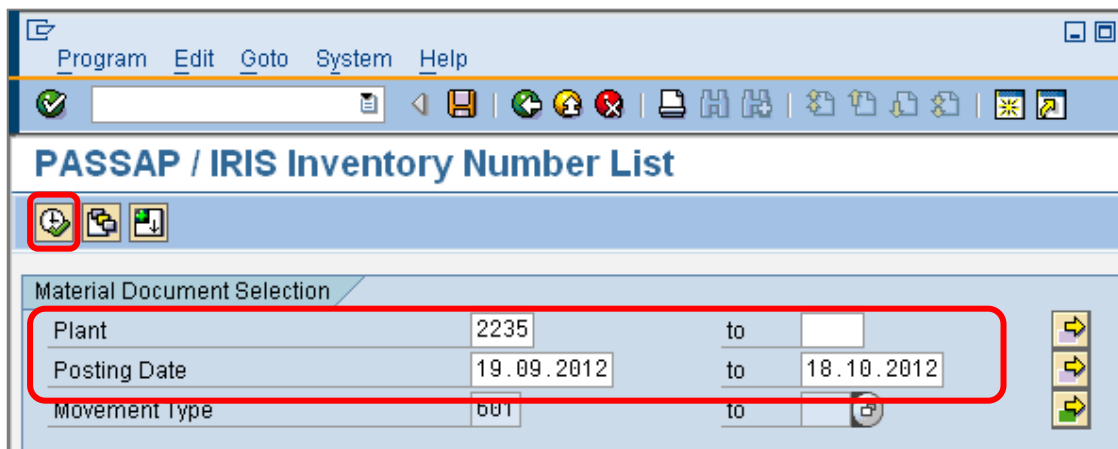 Program Edit Goto System Help
PASSAP / IRIS Inventory Number List
Material Document Selection
Plant 2235 to
Posting Date 19.09.2012 to 18.10.2012
Movement Type 601 to